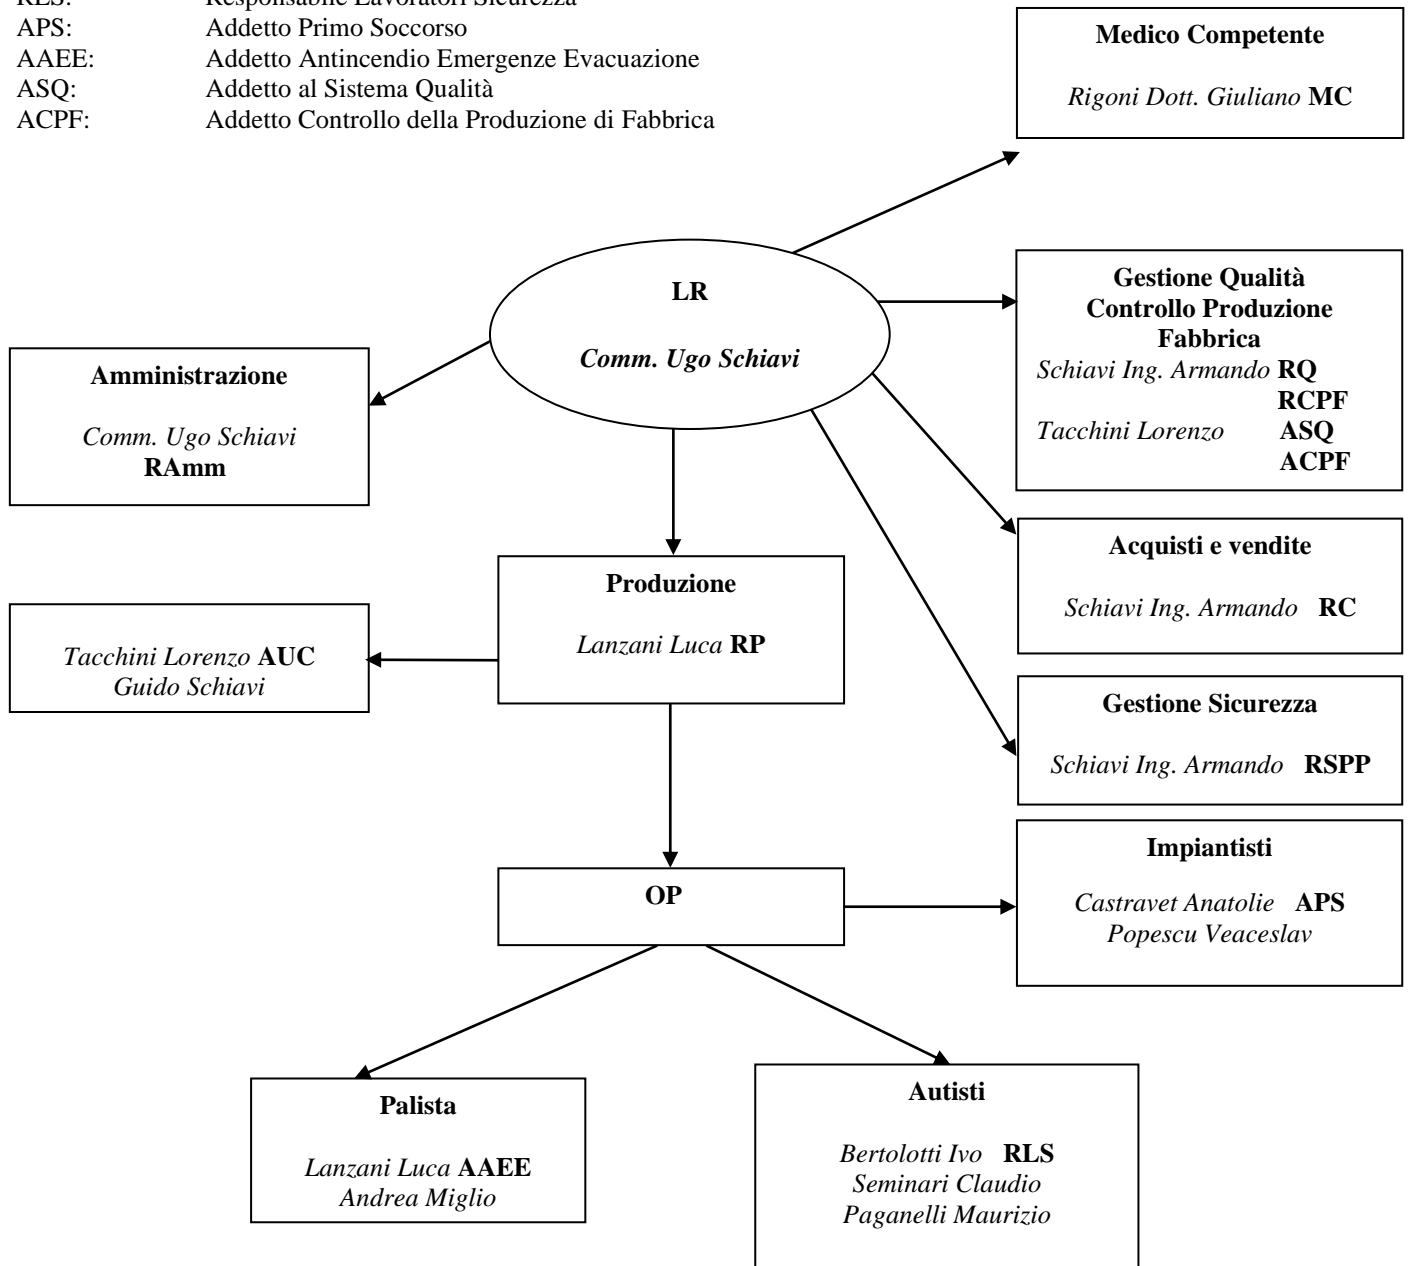 RLS: Responsabile Lavoratori Sicurezza
APS: Addetto Primo Soccorso
AAEE: Addetto Antincendio Emergenze Evacuazione
ASQ: Addetto al Sistema Qualità
ACPF: Addetto Controllo della Produzione di Fabbrica
Medico Competente
Rigoni Dott. Giuliano MC
LR
Comm. Ugo Schiavi
Gestione Qualità
Controllo Produzione
Fabbrica
Schiavi Ing. Armando RQ
RCPF
Tacchini Lorenzo ASQ
ACPF
Amministrazione
Comm. Ugo Schiavi
RAmm
Acquisti e vendite
Schiavi Ing. Armando RC
Produzione
Lanzani Luca RP
Tacchini Lorenzo AUC
Guido Schiavi
Gestione Sicurezza
Schiavi Ing. Armando RSPP
Impiantisti
Castravet Anatolie APS
Popescu Veaceslav
OP
Palista
Lanzani Luca AAEE
Andrea Miglio
Autisti
Bertolotti Ivo RLS
Seminari Claudio
Paganelli Maurizio